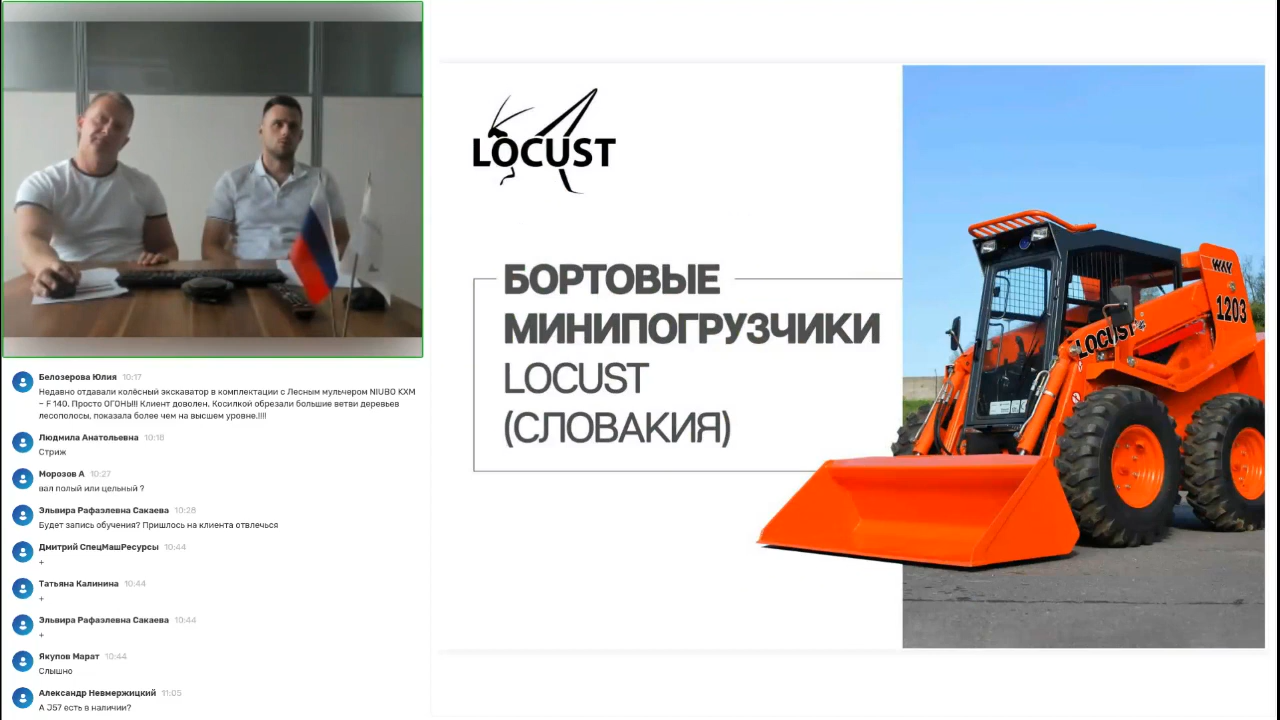 Белозерова Юлия 10:17
Недавно отдавали колёсный экскаватор в комплектации с Лесным мульчером NIUBO KXM
– F 140. Просто ОГОНЬ!!! Клиент доволен. Косилкой обрезали большие ветви деревьев
лесополосы, показала более чем на высшем уровне.!!!!
Людмила Анатольевна 10:18
Стриж
Морозов А 10:27
вал полый или цельный ?
Эльвира Рафаэлевна Сакаева 10:28
Будет запись обучения? Пришлось на клиента отвлечься
Дмитрий СпецМашРесурсы 10:44
+
Татьяна Калинина 10:44
+
Эльвира Рафаэлевна Сакаева 10:44
+
Якупов Марат 10:44
Слышно
Александр Невмержицкий 11:05
А J57 есть в наличии?
LOCUST
БОРТОВЫЕ
МИНИПОГРУЗЧИКИ
LOCUST
(СЛОВАКИЯ)
WAY
1203
LOCUST